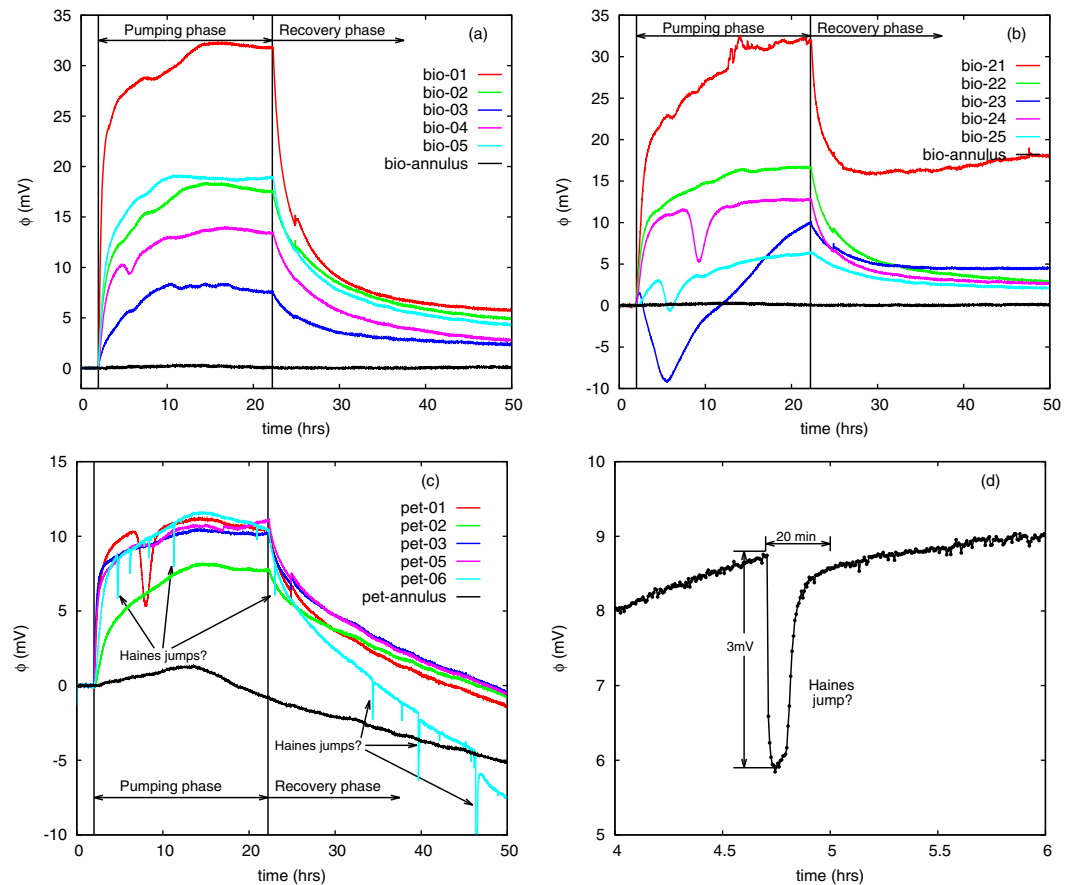 (a)
Pumping phase
Recovery phase
bio-01
bio-02
bio-03
bio-04
bio-05
bio-annulus
35
30
25
20
15
10
5
0
ϕ (mV)
0 10 20 30 40 50
time (hrs)
(b)
Pumping phase
Recovery phase
bio-21
bio-22
bio-23
bio-24
bio-25
bio-annulus
35
30
25
20
15
10
5
0
-5
-10
ϕ (mV)
0 10 20 30 40 50
time (hrs)
(c)
pet-01
pet-02
pet-03
pet-05
pet-06
pet-annulus
Haines jumps?
Haines jumps?
Pumping phase
Recovery phase
15
10
5
0
-5
-10
ϕ (mV)
0 10 20 30 40 50
time (hrs)
(d)
20 min
3mV
Haines
jump?
10
9
8
7
6
5
ϕ (mV)
4 4.5 5 5.5 6
time (hrs)